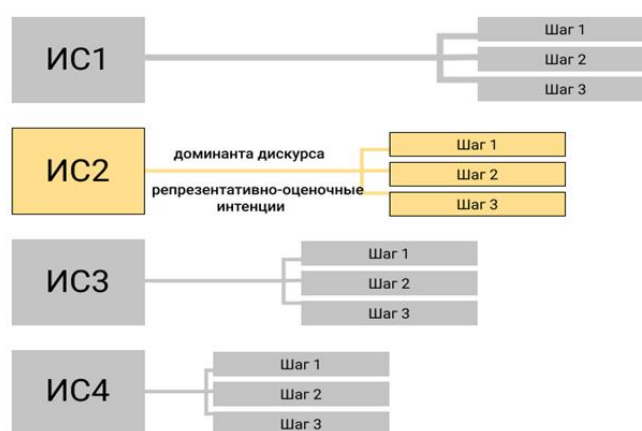 ИС1
Шаг 1
Шаг 2
Шаг 3
ИС2
доминанта дискурса
репрезентативно-оценочные
интенции
Шаг 1
Шаг 2
Шаг 3
ИС3
Шаг 1
Шаг 2
Шаг 3
ИС4
Шаг 1
Шаг 2
Шаг 3